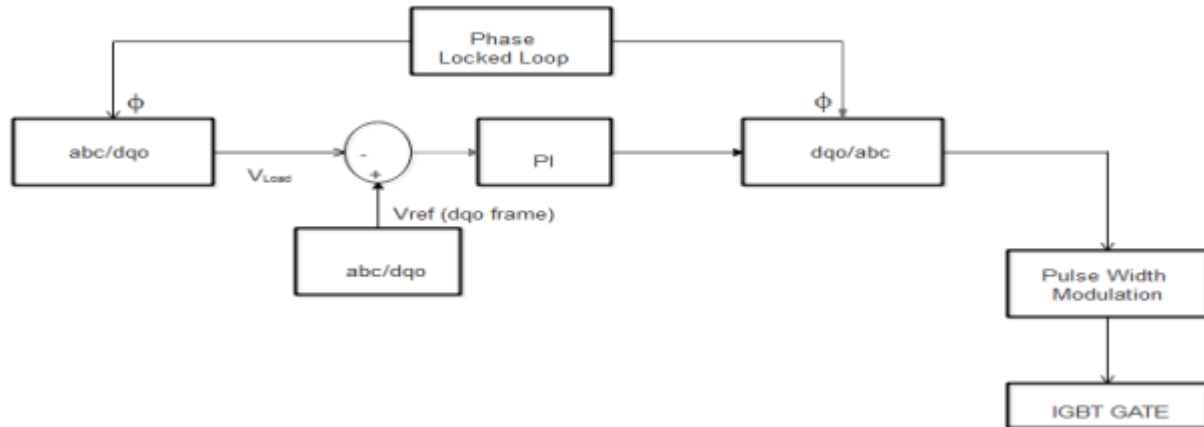 Phase
Locked Loop
ϕ
ϕ
abc/dqo
-
+
PI
dqo/abc
VLoad
Vref (dqo frame)
abc/dqo
Pulse Width
Modulation
IGBT GATE